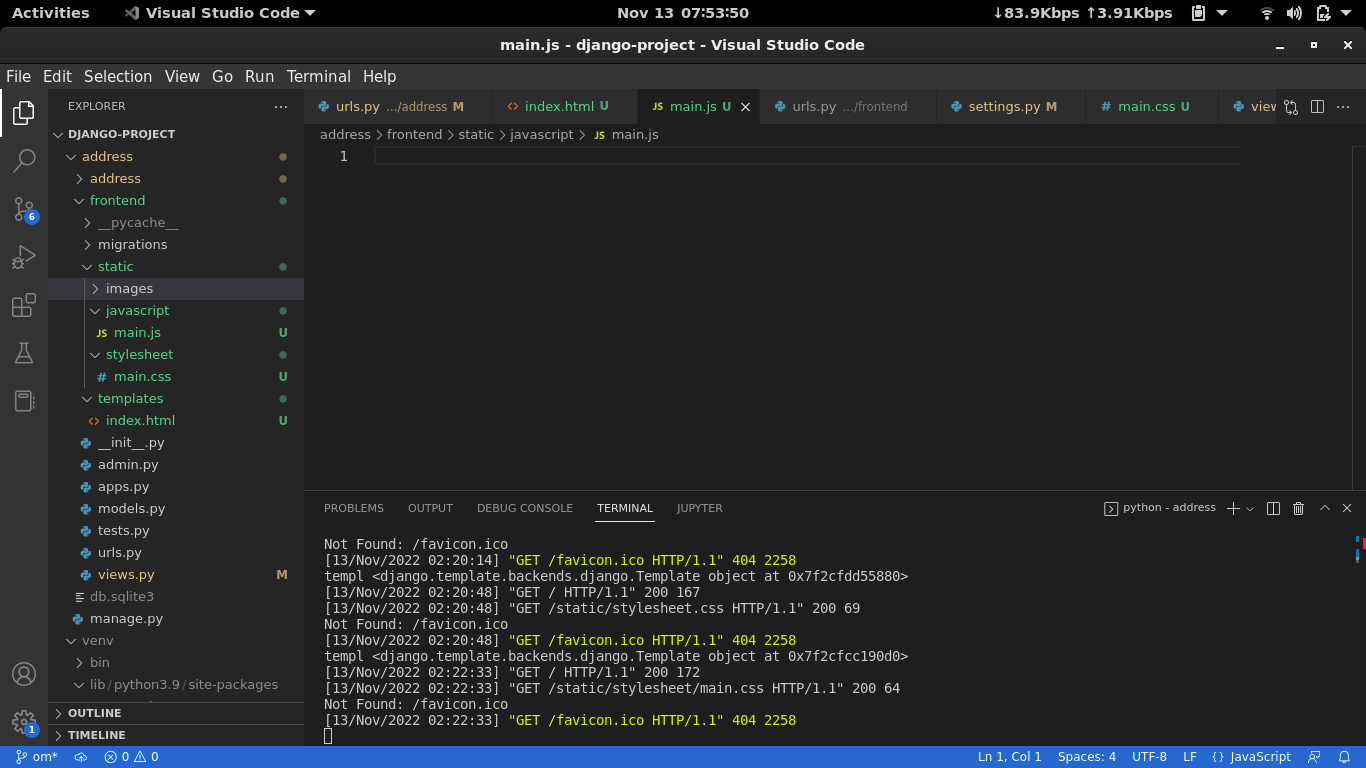 Activities Visual Studio Code Nov 13 07:53:50 ↓83.9Kbps ↑3.91Kbps
main.js - django-project - Visual Studio Code
File Edit Selection View Go Run Terminal Help
EXPLORER
urls.py .../address M index.html U JS main.js U urls.py .../frontend settings.py M # main.css U
DJANGO-PROJECT
address > frontend > static > javascript > JS main.js
1
address
address
frontend
__pycache__
migrations
static
images
javascript
JS main.js U
stylesheet
# main.css U
templates
index.html U
__init__.py
admin.py
apps.py
models.py
tests.py
urls.py
views.py M
db.sqlite3
manage.py
venv
bin
lib/python3.9/site-packages
OUTLINE
TIMELINE
6
1
PROBLEMS OUTPUT DEBUG CONSOLE TERMINAL JUPYTER python - address
Not Found: /favicon.ico
[13/Nov/2022 02:20:14] "GET /favicon.ico HTTP/1.1" 404 2258
templ <django.template.backends.django.Template object at 0x7f2cfdd55880>
[13/Nov/2022 02:20:48] "GET / HTTP/1.1" 200 167
[13/Nov/2022 02:20:48] "GET /static/stylesheet.css HTTP/1.1" 200 69
Not Found: /favicon.ico
[13/Nov/2022 02:20:48] "GET /favicon.ico HTTP/1.1" 404 2258
templ <django.template.backends.django.Template object at 0x7f2cfcc190d0>
[13/Nov/2022 02:22:33] "GET / HTTP/1.1" 200 172
[13/Nov/2022 02:22:33] "GET /static/stylesheet/main.css HTTP/1.1" 200 64
Not Found: /favicon.ico
[13/Nov/2022 02:22:33] "GET /favicon.ico HTTP/1.1" 404 2258
om* 0 0 Ln 1, Col 1 Spaces: 4 UTF-8 LF {} JavaScript